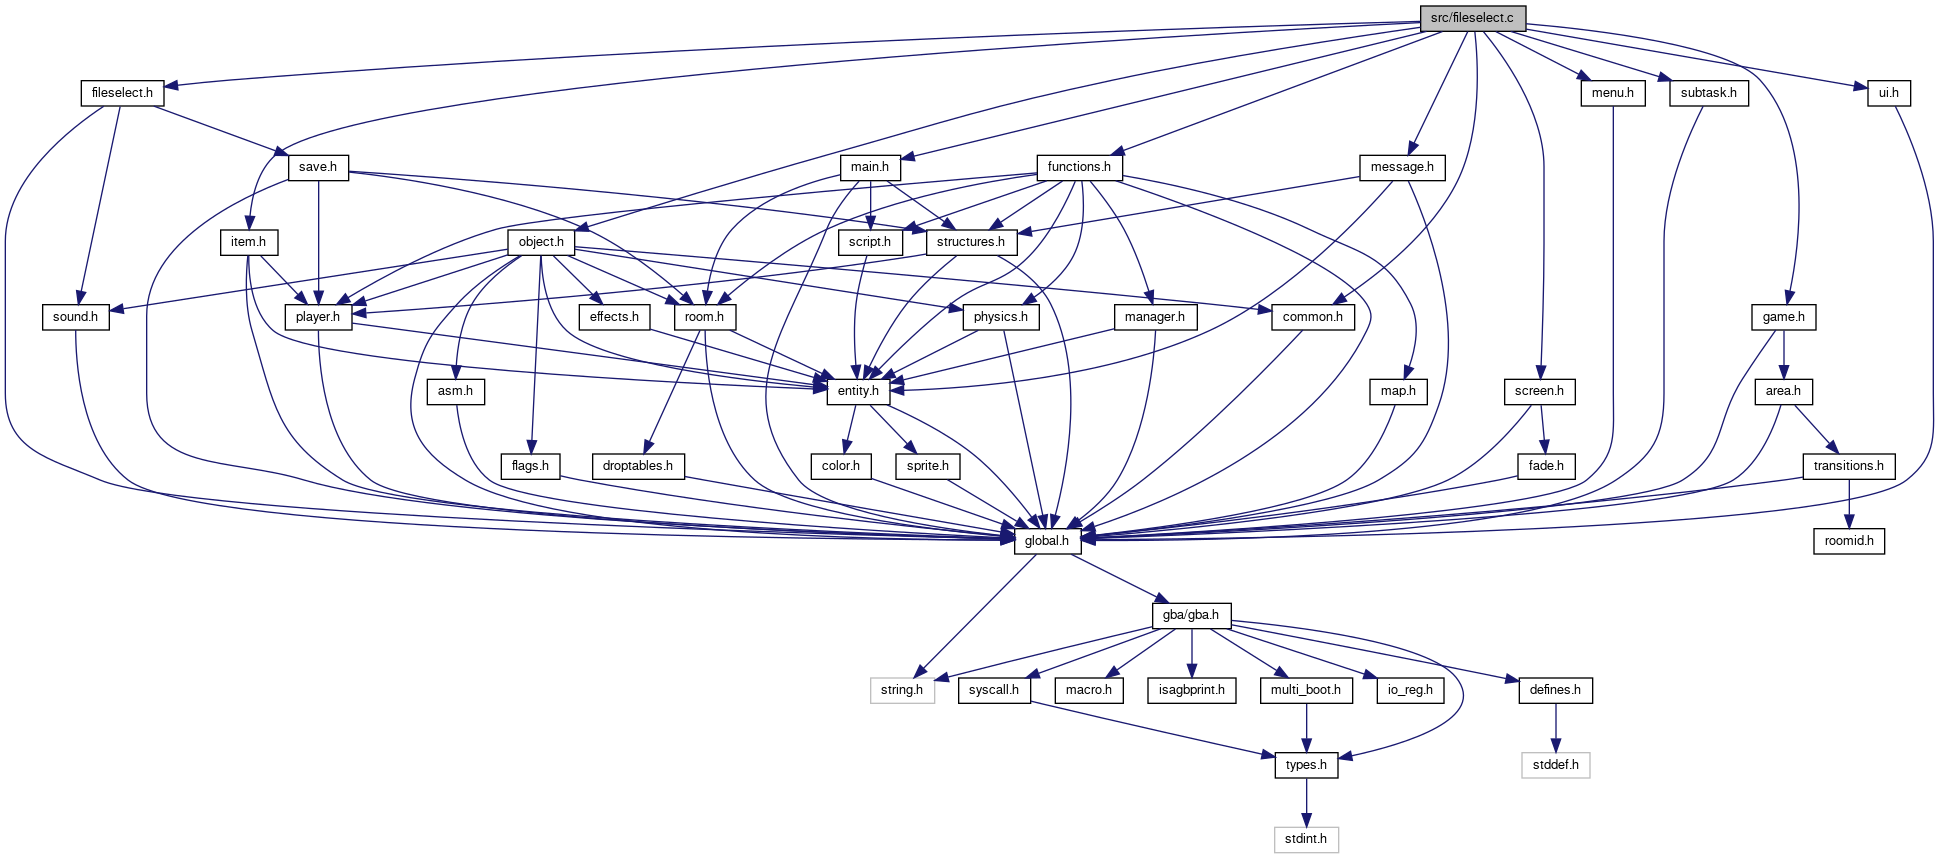 src/fileselect.c
fileselect.h
menu.h
subtask.h
ui.h
save.h
main.h
functions.h
message.h
item.h
object.h
script.h
structures.h
sound.h
player.h
effects.h
room.h
physics.h
manager.h
common.h
game.h
asm.h
entity.h
map.h
screen.h
area.h
flags.h
droptables.h
color.h
sprite.h
fade.h
transitions.h
global.h
roomid.h
gba/gba.h
string.h
syscall.h
macro.h
isagbprint.h
multi_boot.h
io_reg.h
defines.h
types.h
stddef.h
stdint.h